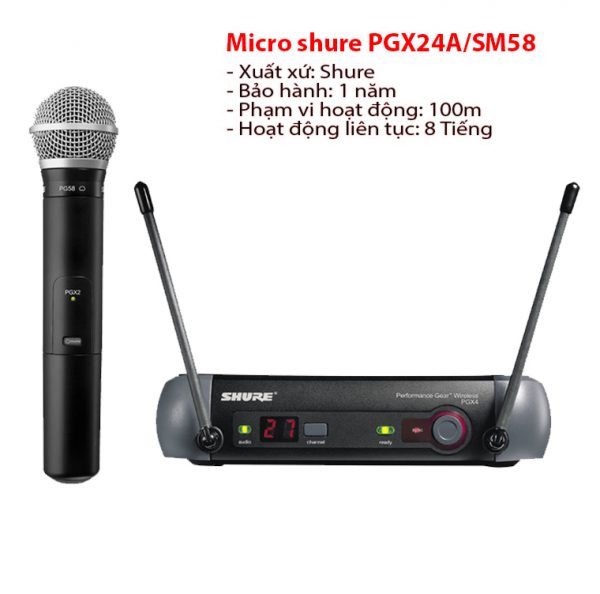 Micro shure PGX24A/SM58
- Xuất xứ: Shure
- Bảo hành: 1 năm
- Phạm vi hoạt động: 100m
- Hoạt động liên tục: 8 Tiếng
PG58
PGX2
SHURE®
Performance Gear™ Wireless
PGX4
audio
27
channel
ready